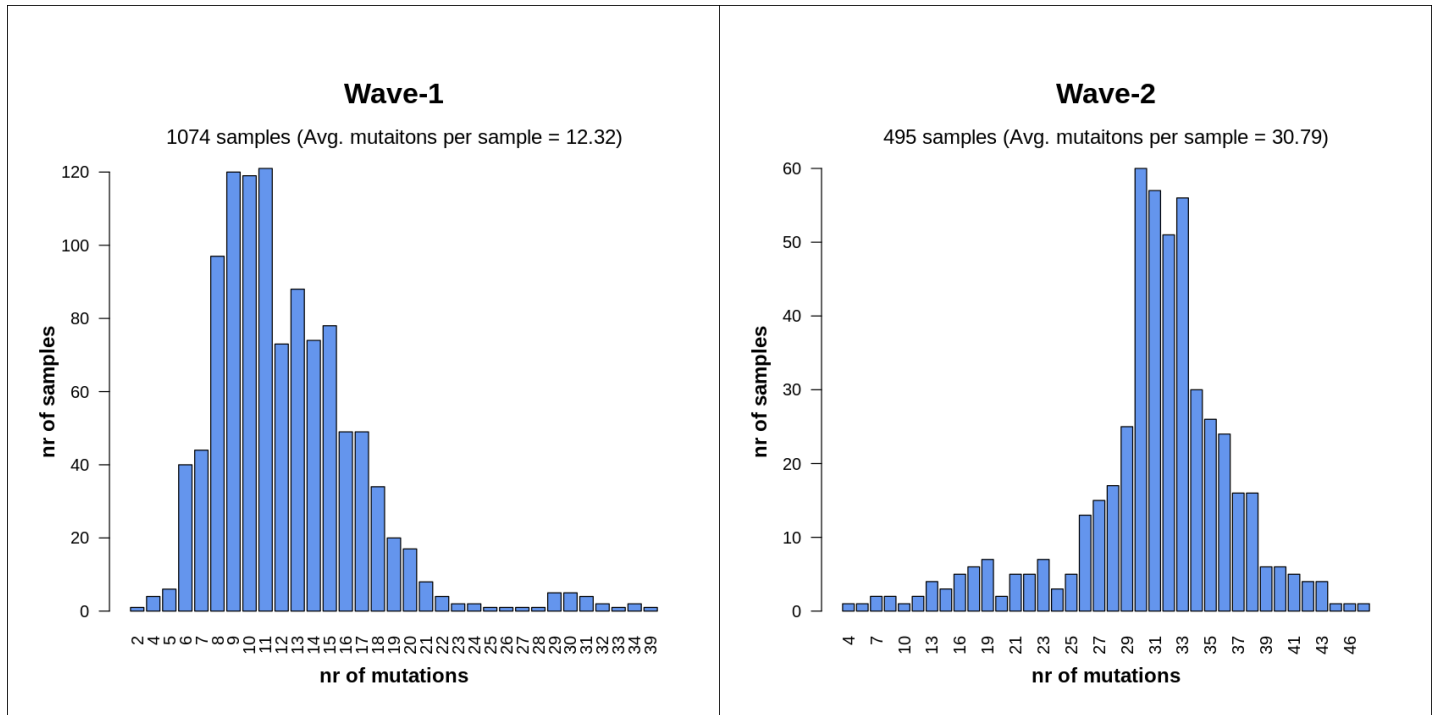 Wave-1
1074 samples (Avg. mutaitons per sample = 12.32)
120
100
80
60
40
20
0
nr of samples
2 4 5 6 7 8 9 10 11 12 13 14 15 16 17 18 19 20 21 22 23 24 25 26 27 28 29 30 31 32 33 34 39
nr of mutations
Wave-2
495 samples (Avg. mutaitons per sample = 30.79)
60
50
40
30
20
10
0
nr of samples
4 7 10 13 16 19 21 23 25 27 29 31 33 35 37 39 41 43 46
nr of mutations